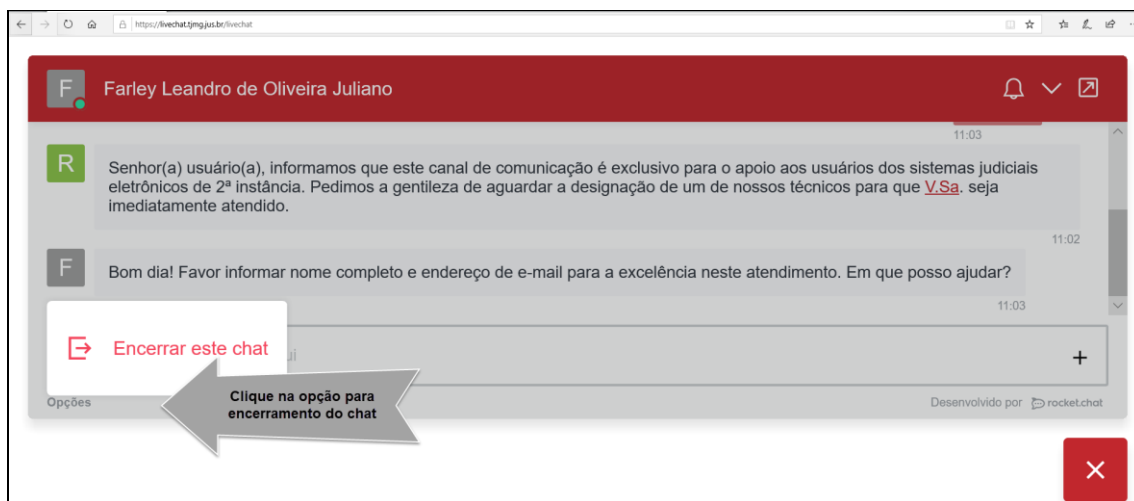 https://livechat.tjmg.jus.br/livechat
F
Farley Leandro de Oliveira Juliano
11:03
R
Senhor(a) usuário(a), informamos que este canal de comunicação é exclusivo para o apoio aos usuários dos sistemas judiciais
eletrônicos de 2ª instância. Pedimos a gentileza de aguardar a designação de um de nossos técnicos para que V.Sa. seja
imediatamente atendido.
11:02
F
Bom dia! Favor informar nome completo e endereço de e-mail para a excelência neste atendimento. Em que posso ajudar?
11:03
Encerrar este chat
ui
+
Clique na opção para
encerramento do chat
Opções
Desenvolvido por rocket.chat